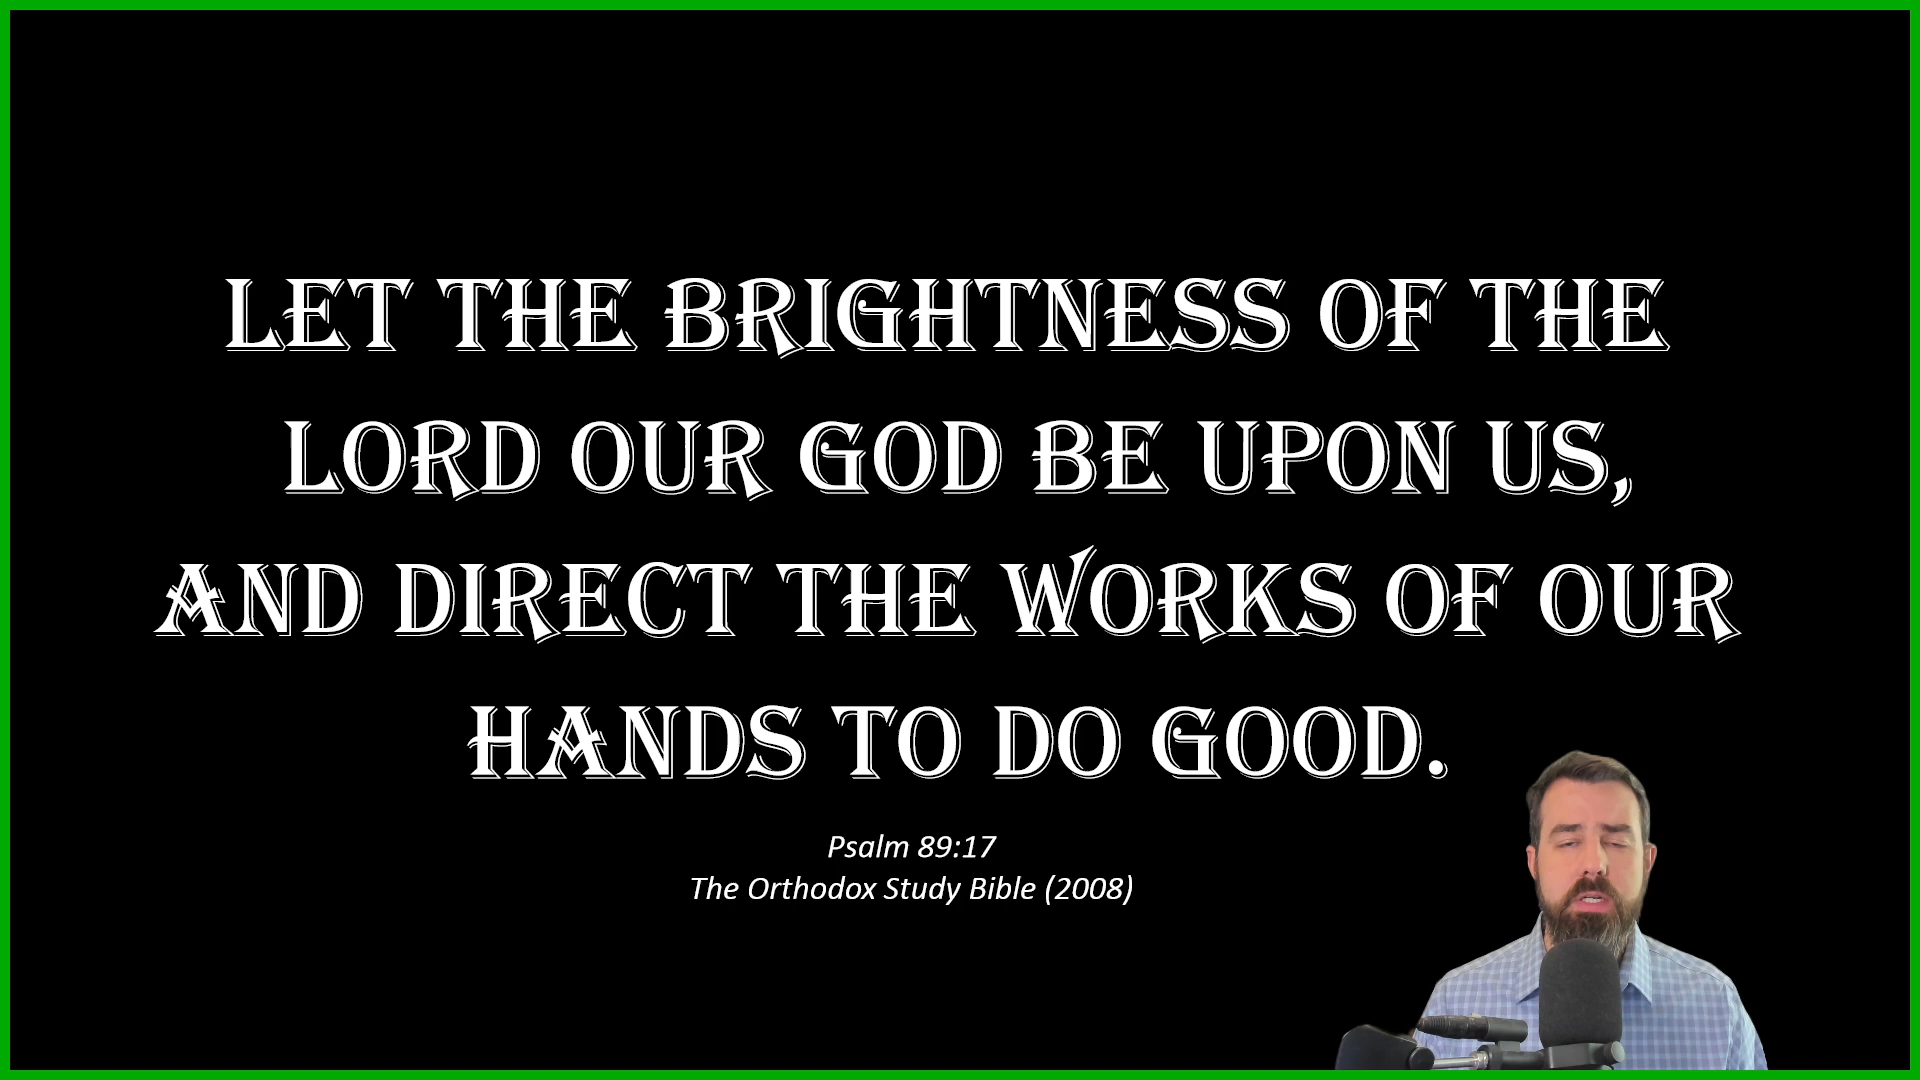 LET THE BRIGHTNESS OF THE
LORD OUR GOD BE UPON US,
AND DIRECT THE WORKS OF OUR
HANDS TO DO GOOD.
Psalm 89:17
The Orthodox Study Bible (2008)